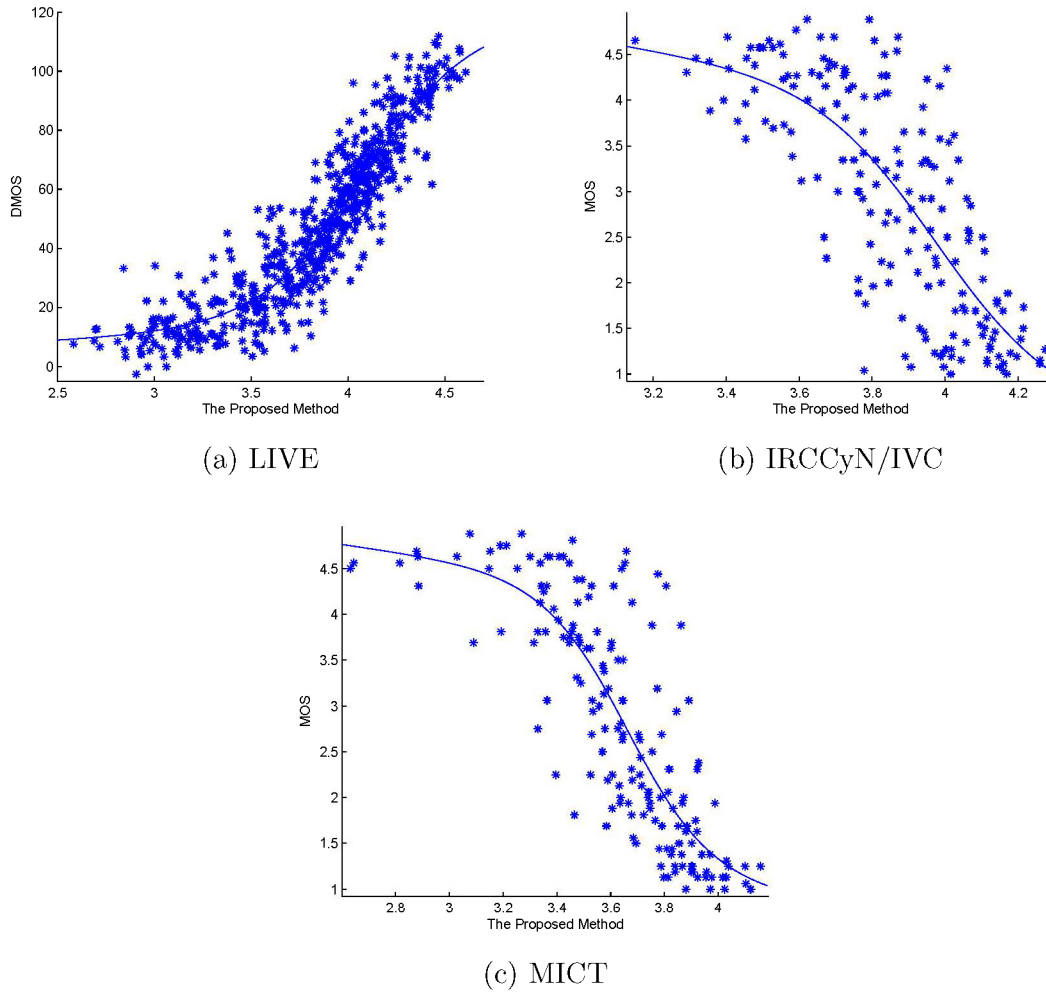 120
100
80
60
40
20
0
DMOS
2.5 3 3.5 4 4.5
The Proposed Method
(a) LIVE
4.5
4
3.5
3
2.5
2
1.5
1
MOS
3.2 3.4 3.6 3.8 4 4.2
The Proposed Method
(b) IRCCyN/IVC
4.5
4
3.5
3
2.5
2
1.5
1
MOS
2.8 3 3.2 3.4 3.6 3.8 4
The Proposed Method
(c) MICT